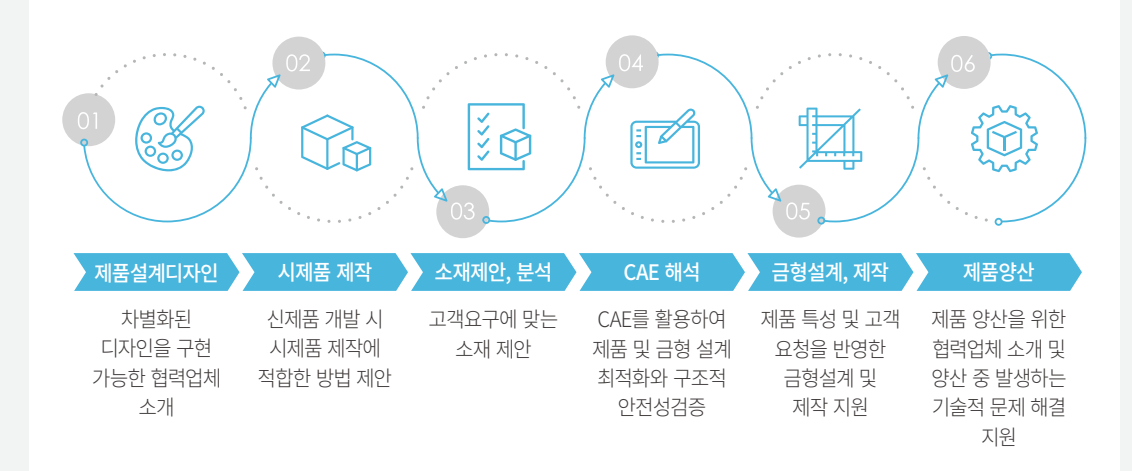 01
02
03
04
05
06
제품설계디자인
시제품 제작
소재제안, 분석
CAE 해석
금형설계, 제작
제품양산
차별화된
디자인을 구현
가능한 협력업체
소개
신제품 개발 시
시제품 제작에
적합한 방법 제안
고객요구에 맞는
소재 제안
CAE를 활용하여
제품 및 금형 설계
최적화와 구조적
안전성검증
제품 특성 및 고객
요청을 반영한
금형설계 및
제작 지원
제품 양산을 위한
협력업체 소개 및
양산 중 발생하는
기술적 문제 해결
지원